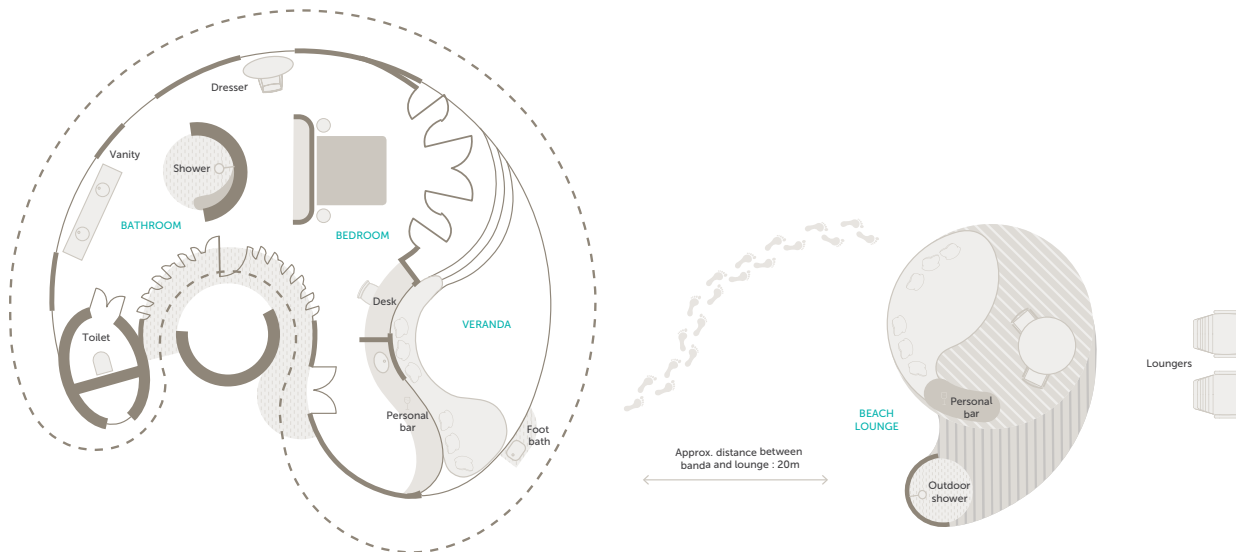 Dresser
Vanity
Shower
BATHROOM
BEDROOM
Desk
VERANDA
Toilet
Personal
bar
Foot
bath
Approx. distance between
banda and lounge : 20m
BEACH
LOUNGE
Personal
bar
Outdoor
shower
Loungers